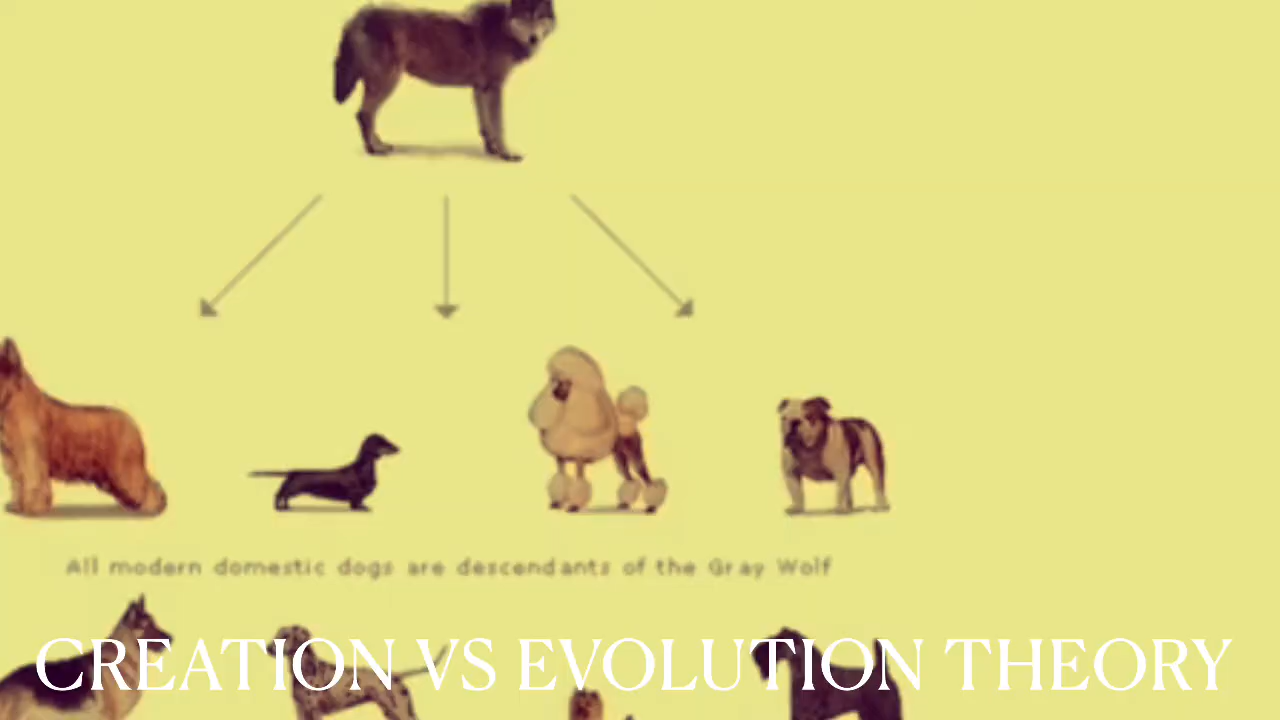 All modern domestic dogs are descendants of the Gray Wolf
CREATION VS EVOLUTION THEORY